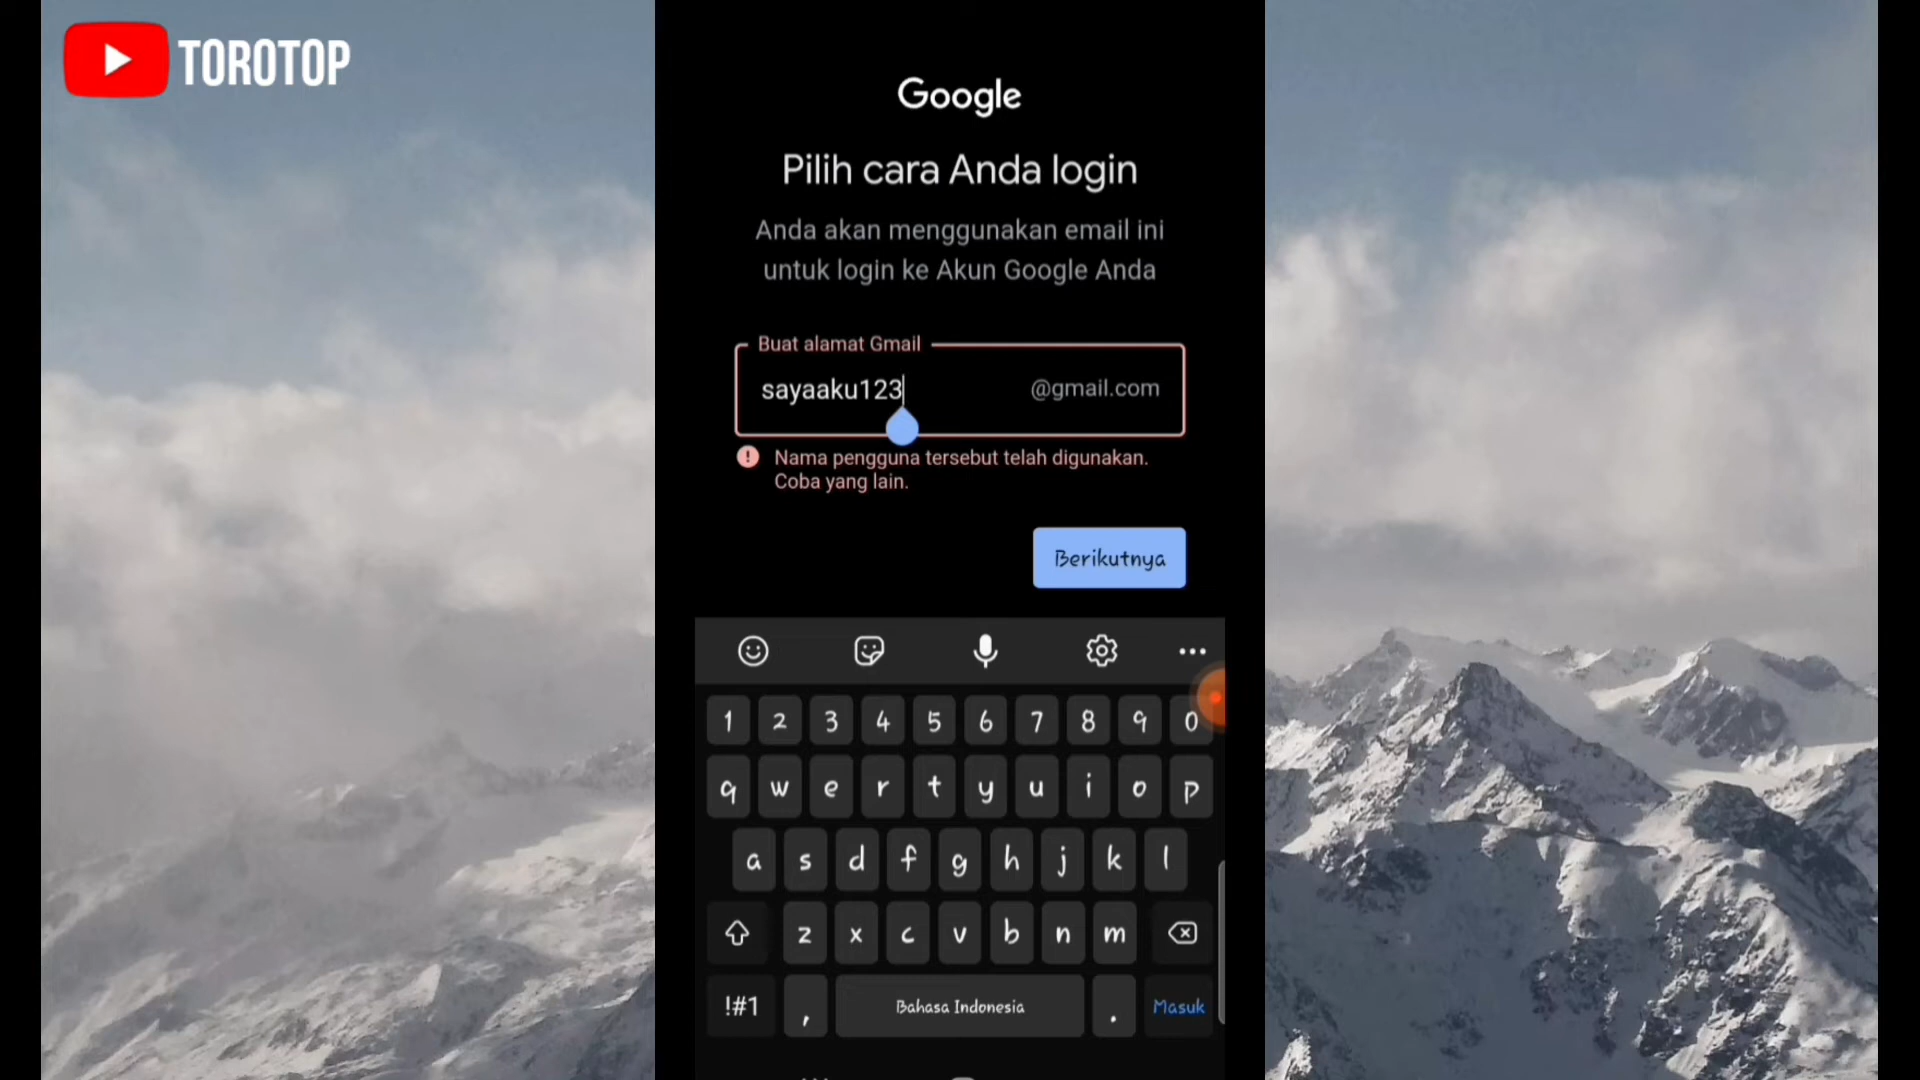 TOROTOP
Google
Pilih cara Anda login
Anda akan menggunakan email ini
untuk login ke Akun Google Anda
Buat alamat Gmail
sayaaku123 @gmail.com
Nama pengguna tersebut telah digunakan.
Coba yang lain.
Berikutnya
1 2 3 4 5 6 7 8 9 0
q w e r t y u i o p
a s d f g h j k l
z x c v b n m
!#1 , Bahasa Indonesia . Masuk